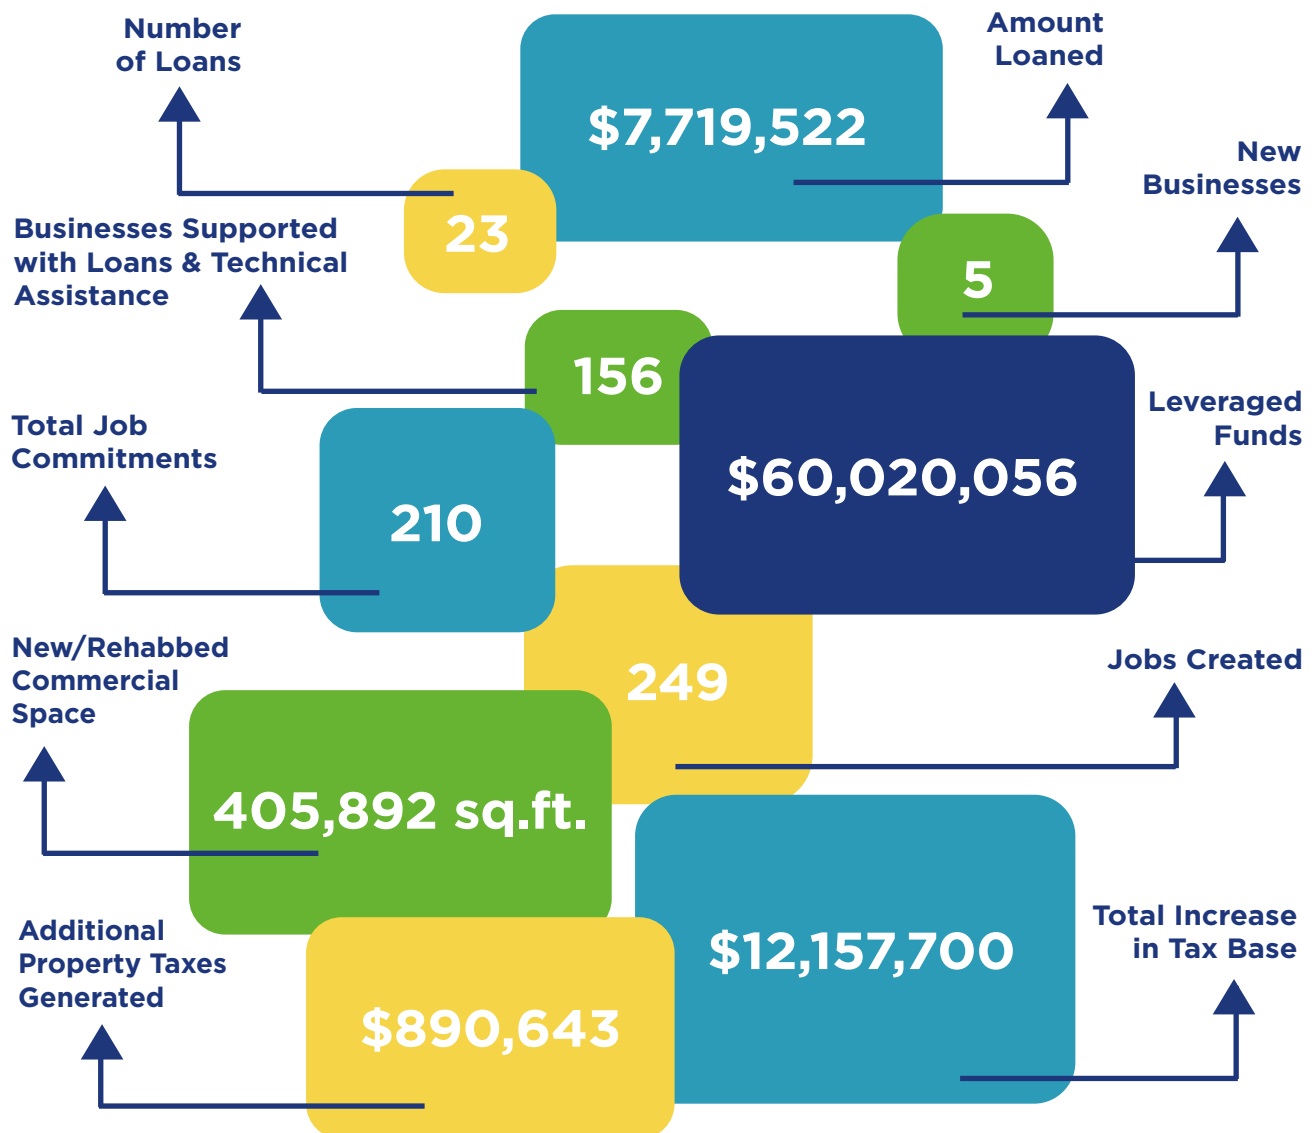 Number
of Loans
$7,719,522
Amount
Loaned
New
Businesses
23
Businesses Supported
with Loans & Technical
Assistance
5
156
Total Job
Commitments
Leveraged
Funds
$60,020,056
210
New/Rehabbed
Commercial
Space
249
Jobs Created
405,892 sq.ft.
Additional
Property Taxes
Generated
$12,157,700
Total Increase
in Tax Base
$890,643